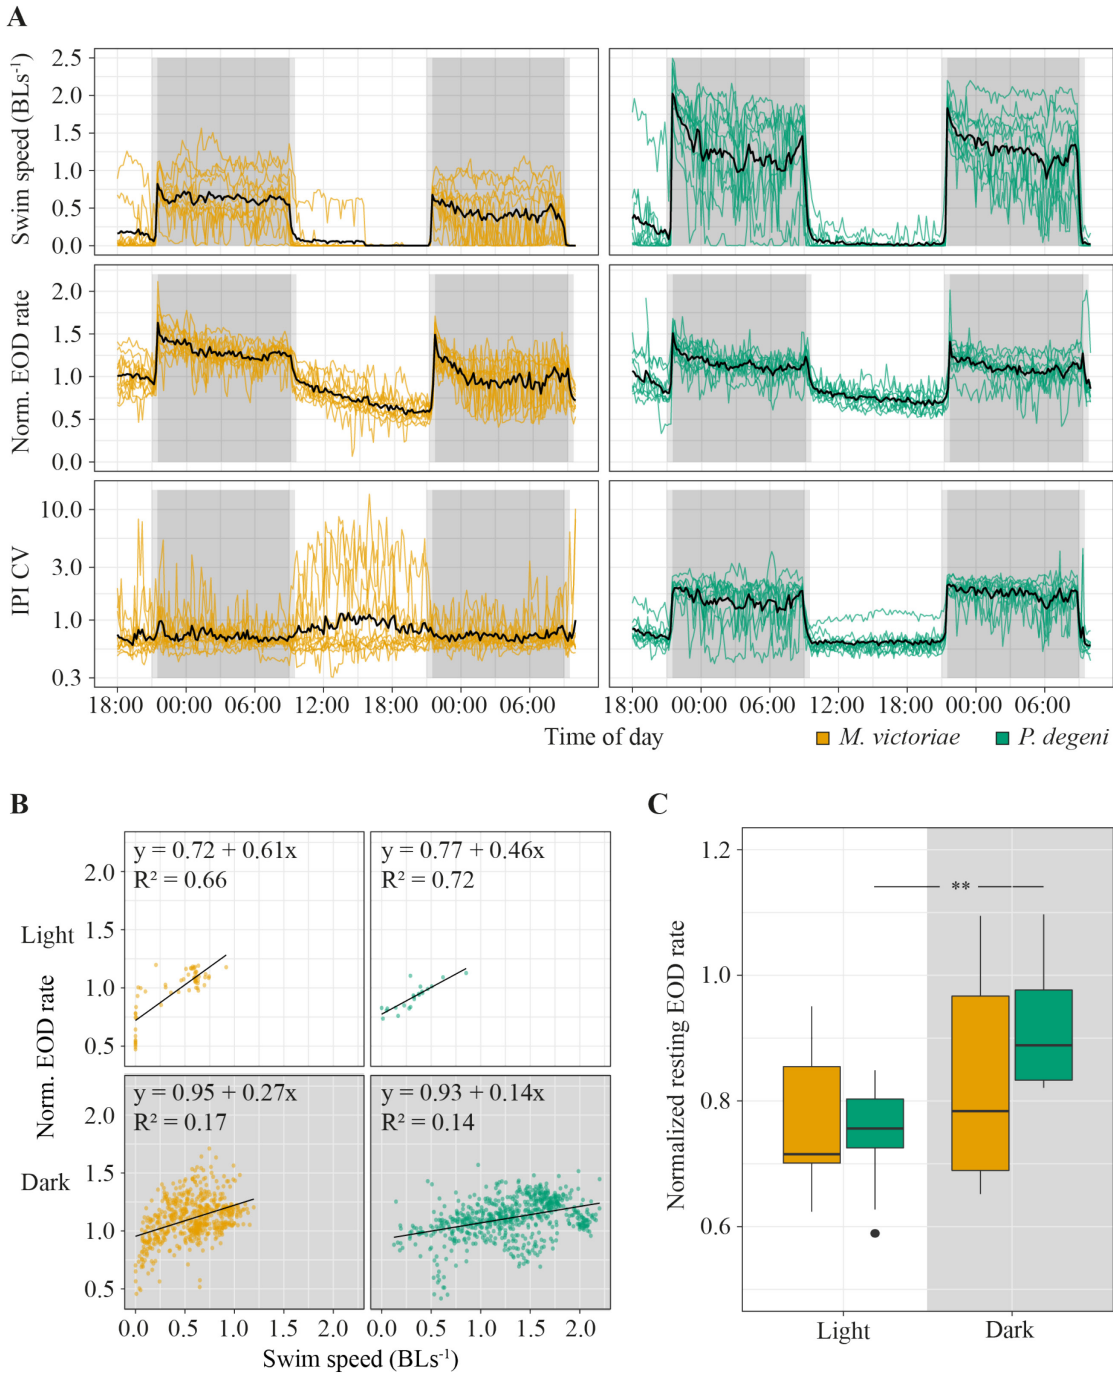 A
Swim speed (BLs⁻¹)
2.5
2.0
1.5
1.0
0.5
0.0
Norm. EOD rate
2.0
1.5
1.0
0.5
0.0
IPI CV
10.0
3.0
1.0
0.3
18:00 00:00 06:00 12:00 18:00 00:00 06:00
18:00 00:00 06:00 12:00 18:00 00:00 06:00
Time of day
M. victoriae
P. degeni
B
y = 0.72 + 0.61x
R² = 0.66
y = 0.77 + 0.46x
R² = 0.72
Light
2.0
1.5
1.0
0.5
Norm. EOD rate
y = 0.95 + 0.27x
R² = 0.17
y = 0.93 + 0.14x
R² = 0.14
Dark
2.0
1.5
1.0
0.5
0.0 0.5 1.0 1.5 2.0
0.0 0.5 1.0 1.5 2.0
Swim speed (BLs⁻¹)
C
Normalized resting EOD rate
1.2
1.0
0.8
0.6
**
Light
Dark